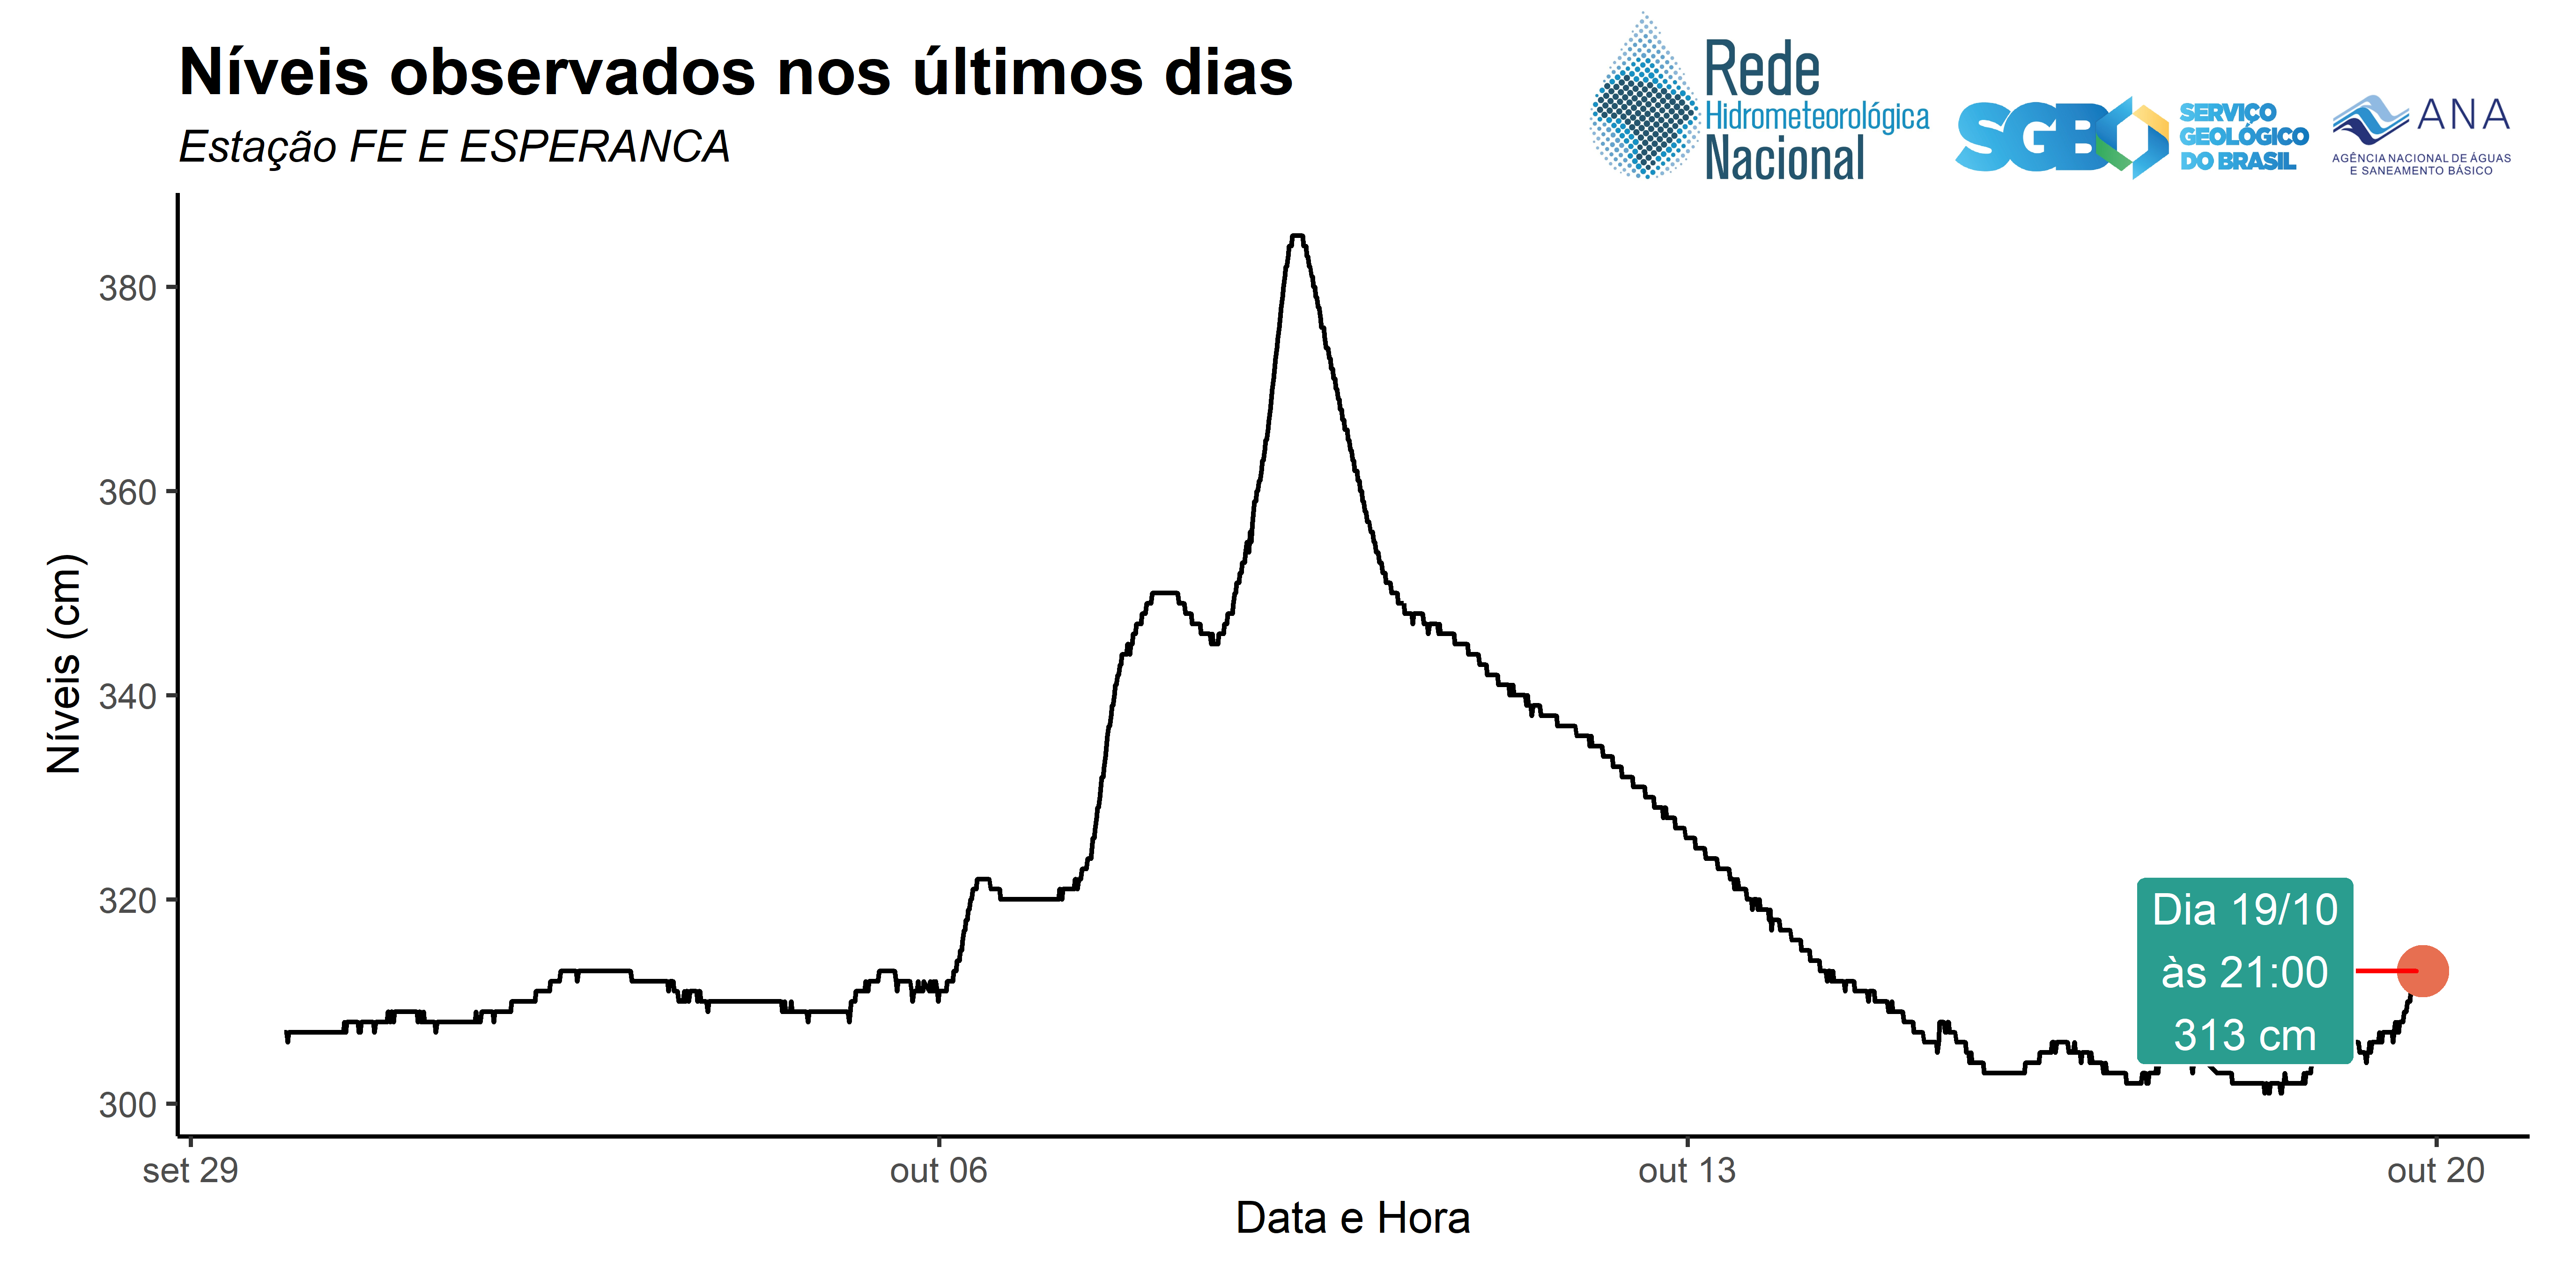 Níveis observados nos últimos dias
Estação FE E ESPERANCA
Rede
Hidrometeorológica
Nacional
SGB
SERVIÇO
GEOLÓGICO
DO BRASIL
ANA
AGÊNCIA NACIONAL DE ÁGUAS
E SANEAMENTO BÁSICO
Níveis (cm)
380
360
340
320
300
Dia 19/10
às 21:00
313 cm
set 29
out 06
out 13
out 20
Data e Hora